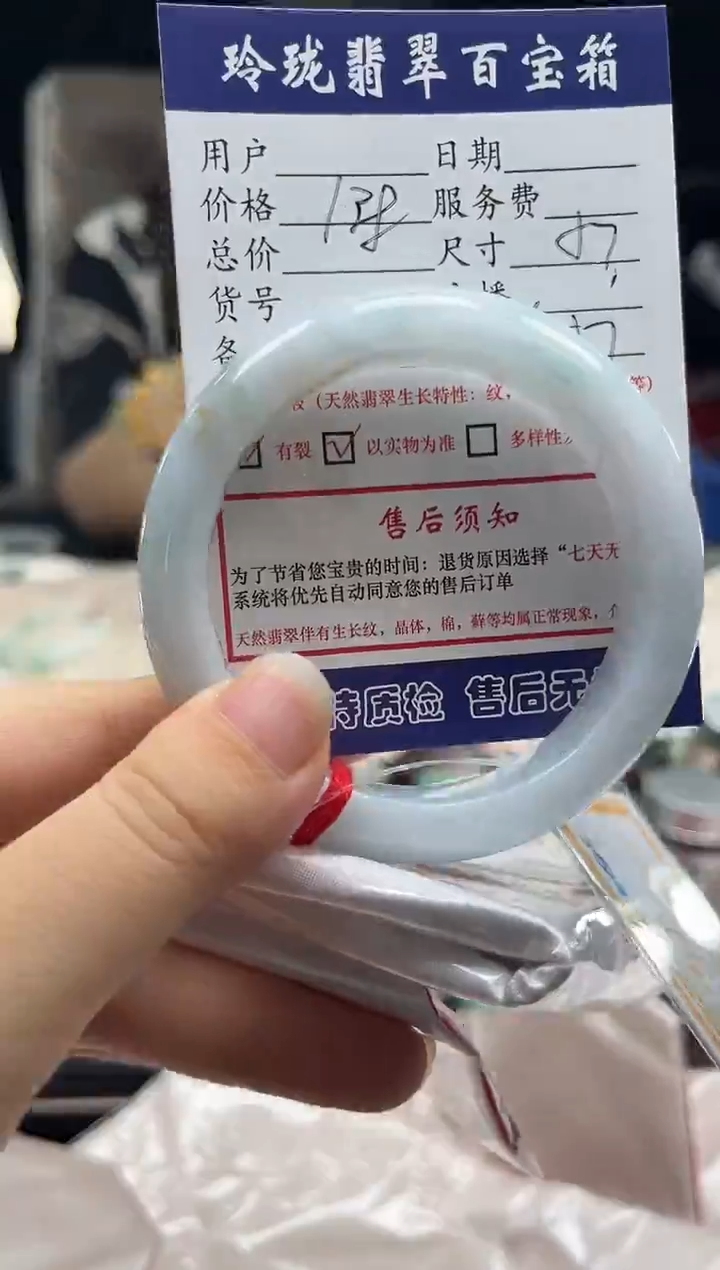 玲珑翡翠百宝箱
用户 日期
价格 服务费
总价 尺寸
货号
(天然翡翠生长特性：纹，
有裂 以实物为准 多样性
售后须知
为了节省您宝贵的时间：退货原因选择“七天无
系统将优先自动同意您的售后订单
天然翡翠伴有生长纹，晶体，棉，藓等均属正常现象，
持质检 售后无